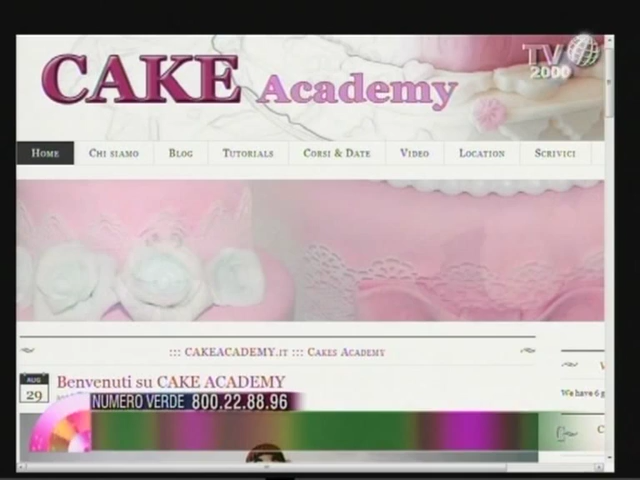 CAKE Academy
TV
2000
Home Chi siamo Blog Tutorials Corsi & Date Video Location Scrivici
::: CAKEACADEMY.IT ::: Cakes Academy
AUG
29
Benvenuti su CAKE ACADEMY
We have 6 g
NUMERO VERDE 800.22.88.96